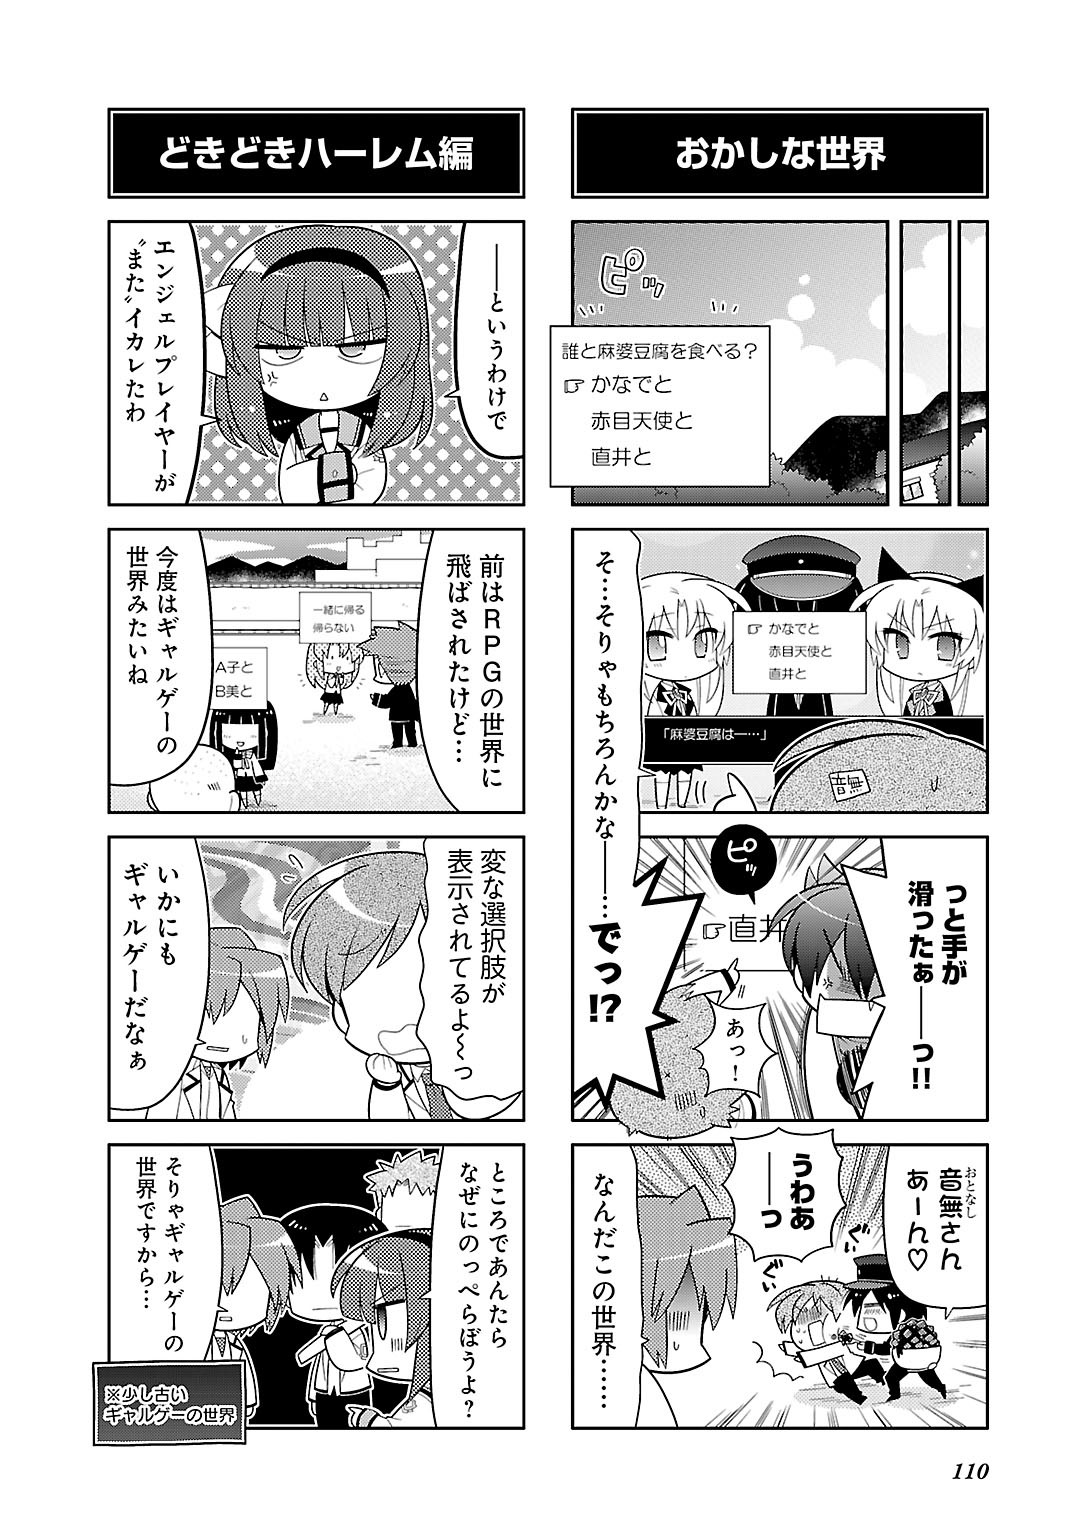 おかしな世界
ピッ
誰と麻婆豆腐を食べる？
☞かなでと
赤目天使と
直井と
☞かなでと
赤目天使と
直井と
「麻婆豆腐は―…」
音無
そ…そりゃもちろんかな――……でっ!?
っと手が
滑ったぁ――っ!!
ピッ
☞直井
あっ！
音無さん
おとなし
あーん♡
ぐいぐい
うわあ
――っ
なんだこの世界……
どきどきハーレム編
――というわけで
エンジェルプレイヤーが
〝また〟イカレたわ
前はＲＰＧの世界に
飛ばされたけど…
一緒に帰る
帰らない
A子と
B美と
今度はギャルゲーの
世界みたいね
変な選択肢が
表示されてるよ～っ
いかにも
ギャルゲーだなぁ
ところであんたら
なぜにのっぺらぼうよ？
そりゃギャルゲーの
世界ですから…
※少し古い
ギャルゲーの世界
110